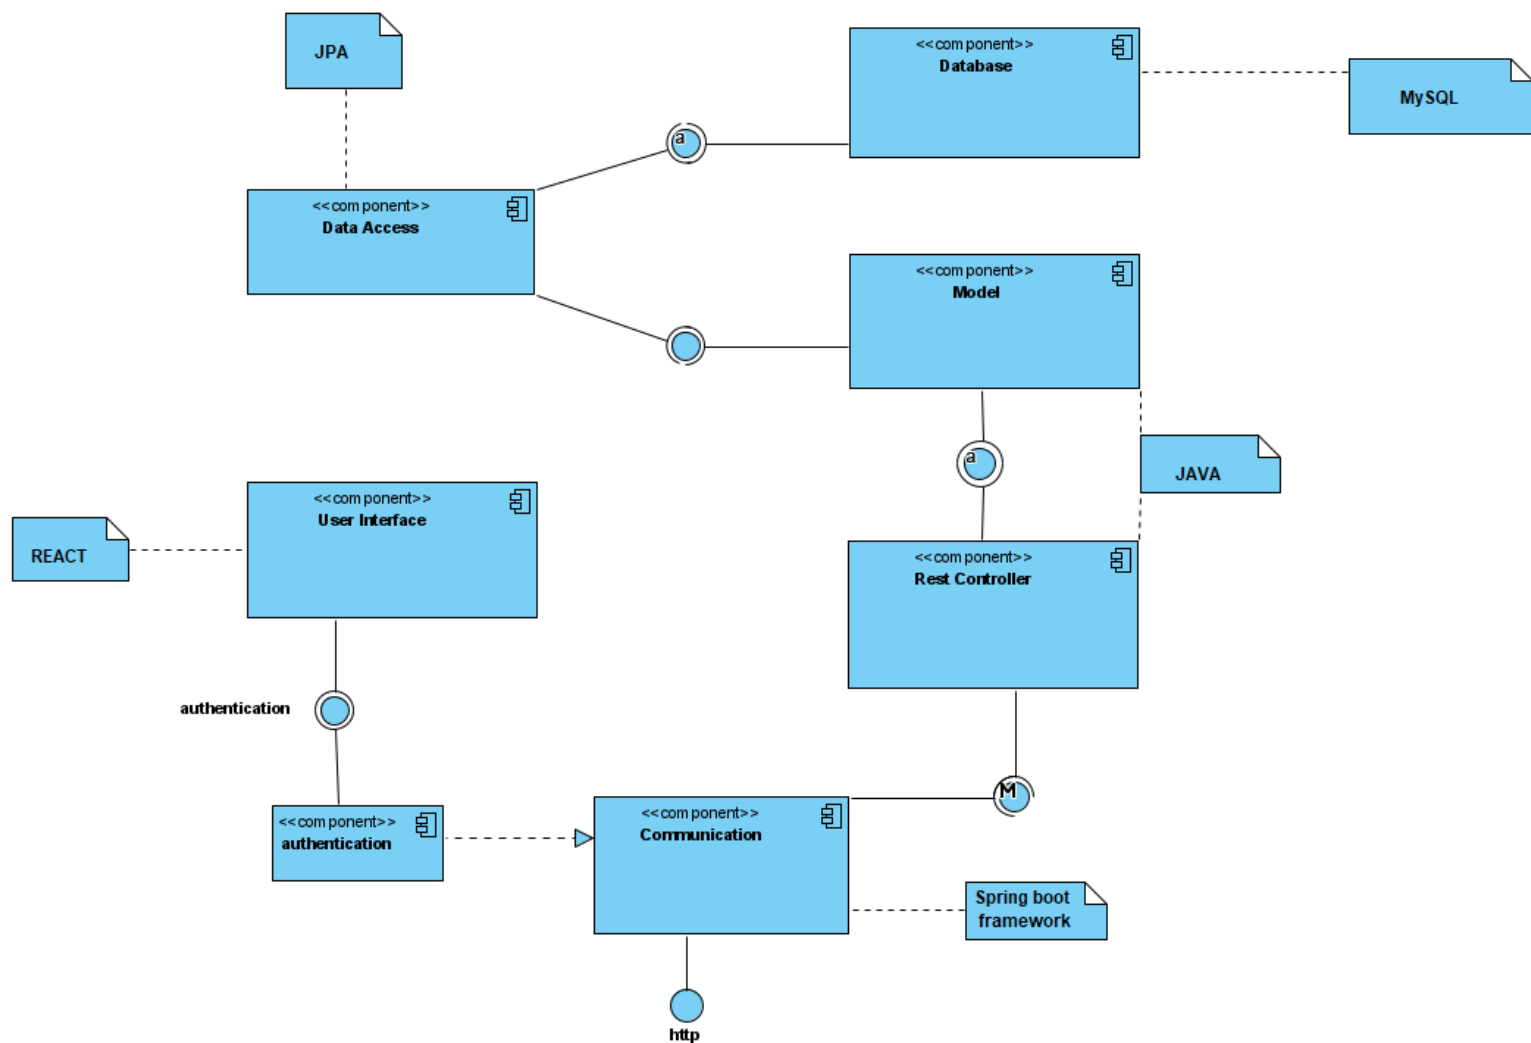 JPA
<<component>>
Database
MySQL
a
<<component>>
Data Access
<<component>>
Model
a
JAVA
<<component>>
User Interface
REACT
<<component>>
Rest Controller
authentication
M
<<component>>
authentication
<<component>>
Communication
Spring boot
framework
http